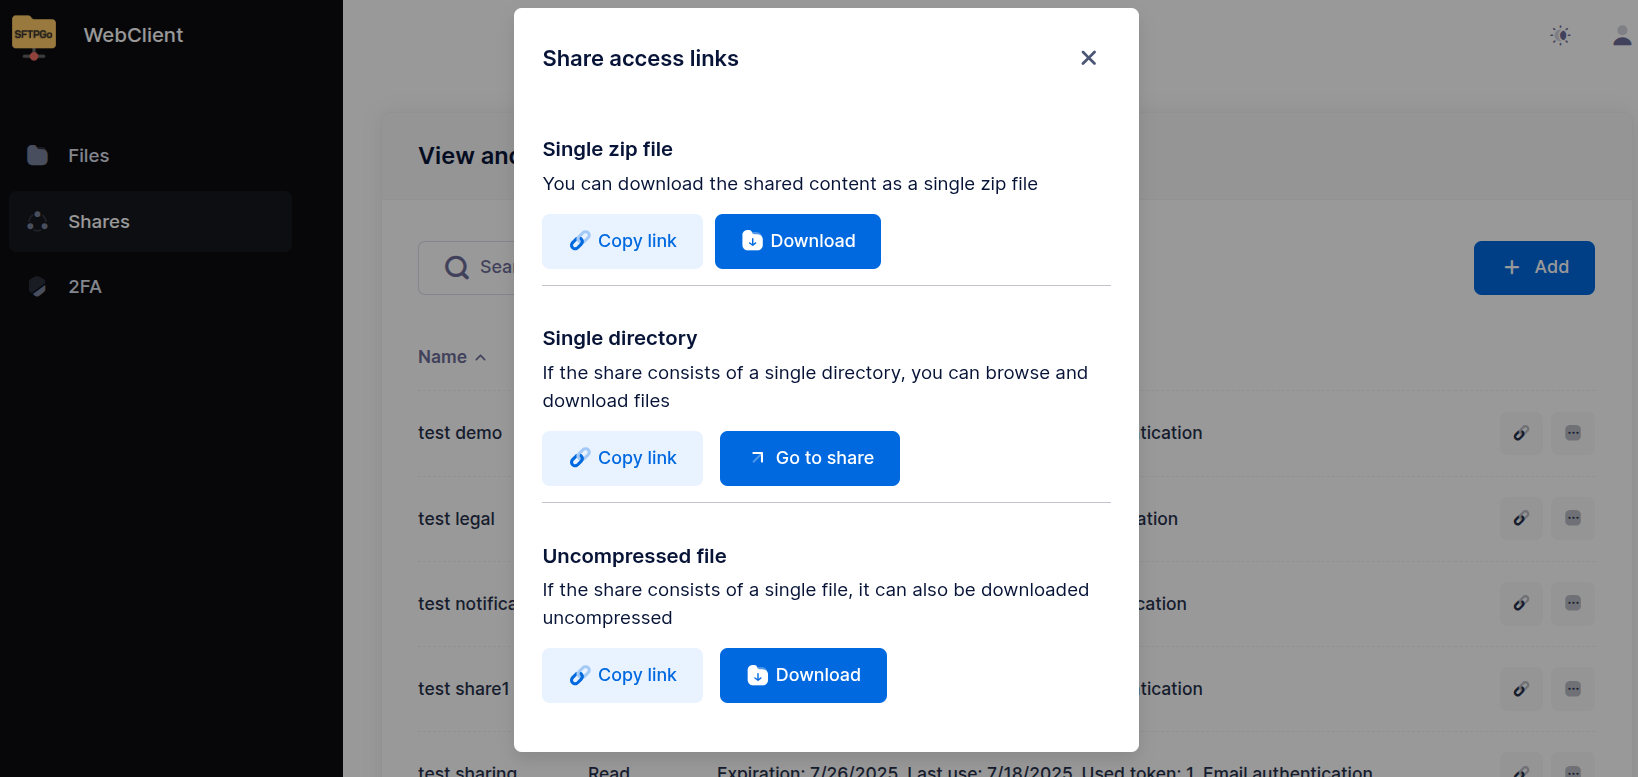 SFTPGo
WebClient
Files
Shares
2FA
View and
Add
Name
test demo
tication
test legal
ation
test notifica
cation
test share1
tication
test sharing
Read
Expiration: 7/26/2025. Last use: 7/18/2025. Used token: 1. Email authentication
Share access links
Single zip file
You can download the shared content as a single zip file
Copy link
Download
Single directory
If the share consists of a single directory, you can browse and
download files
Copy link
Go to share
Uncompressed file
If the share consists of a single file, it can also be downloaded
uncompressed
Copy link
Download